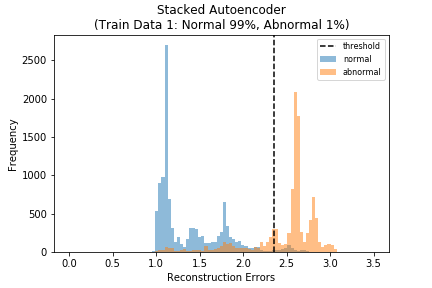 Stacked Autoencoder
(Train Data 1: Normal 99%, Abnormal 1%)
threshold
normal
abnormal
Frequency
2500
2000
1500
1000
500
0
0.0 0.5 1.0 1.5 2.0 2.5 3.0 3.5
Reconstruction Errors